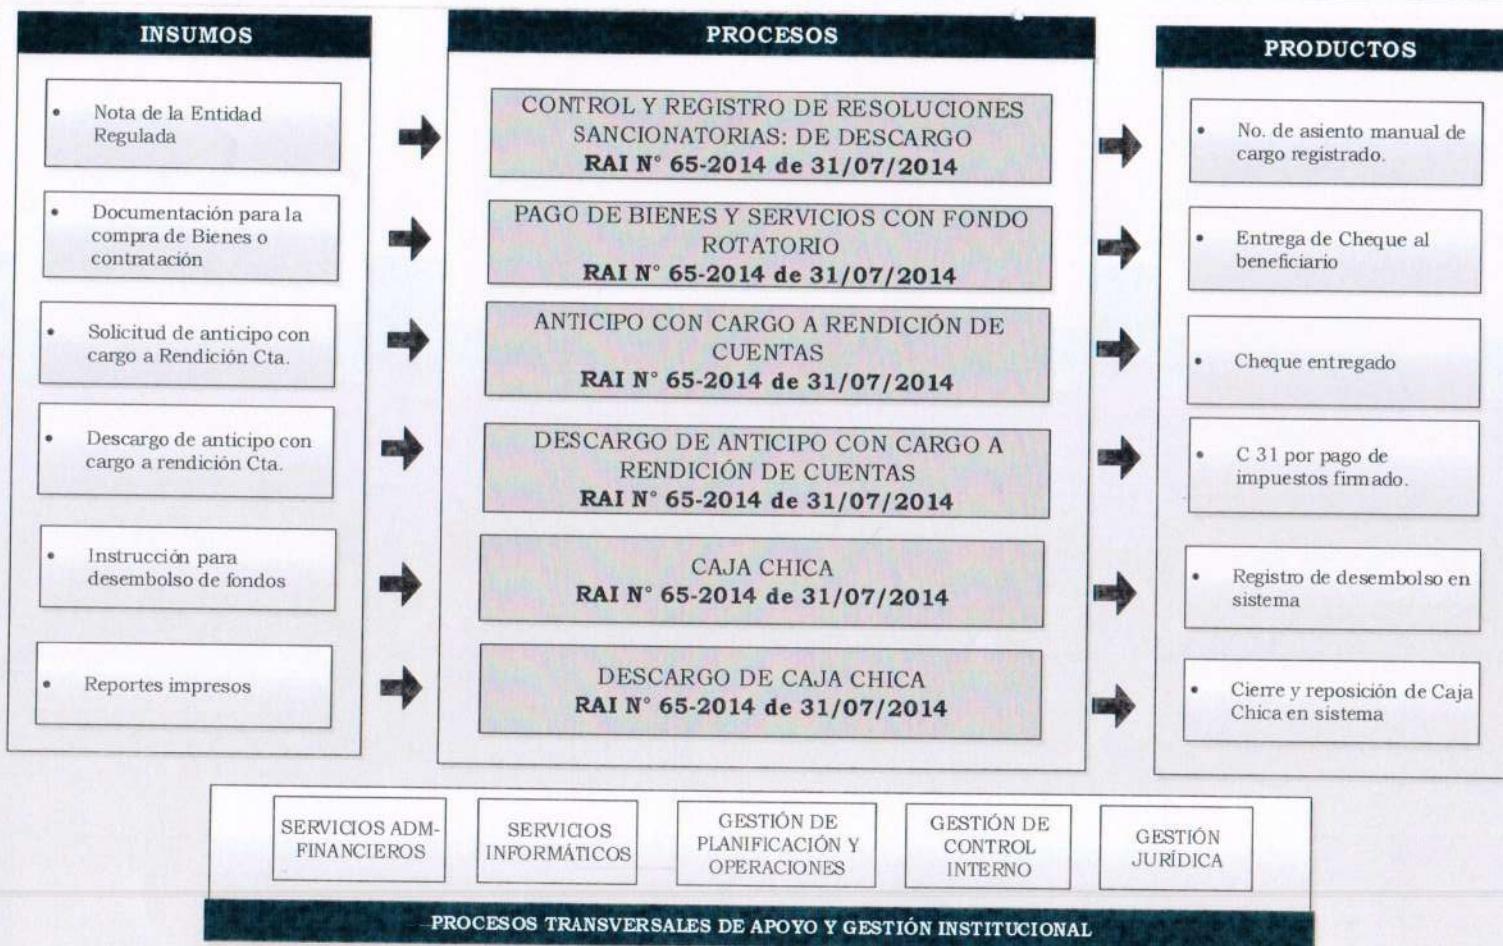 INSUMOS
PROCESOS
PRODUCTOS
• Nota de la Entidad
Regulada
CONTROL Y REGISTRO DE RESOLUCIONES
SANCIONATORIAS: DE DESCARGO
RAI N° 65-2014 de 31/07/2014
• No. de asiento manual de
cargo registrado.
• Documentación para la
compra de Bienes o
contratación
PAGO DE BIENES Y SERVICIOS CON FONDO
ROTATORIO
RAI N° 65-2014 de 31/07/2014
• Entrega de Cheque al
beneficiario
• Solicitud de anticipo con
cargo a Rendición Cta.
ANTICIPO CON CARGO A RENDICIÓN DE
CUENTAS
RAI N° 65-2014 de 31/07/2014
• Cheque entregado
• Descargo de anticipo con
cargo a rendición Cta.
DESCARGO DE ANTICIPO CON CARGO A
RENDICIÓN DE CUENTAS
RAI N° 65-2014 de 31/07/2014
• C 31 por pago de
impuestos firmado.
• Instrucción para
desembolso de fondos
CAJA CHICA
RAI N° 65-2014 de 31/07/2014
• Registro de desembolso en
sistema
• Reportes impresos
DESCARGO DE CAJA CHICA
RAI N° 65-2014 de 31/07/2014
• Cierre y reposición de Caja
Chica en sistema
SERVICIOS ADM-
FINANCIEROS
SERVICIOS
INFORMÁTICOS
GESTIÓN DE
PLANIFICACIÓN Y
OPERACIONES
GESTIÓN DE
CONTROL
INTERNO
GESTIÓN
JURÍDICA
PROCESOS TRANSVERSALES DE APOYO Y GESTIÓN INSTITUCIONAL